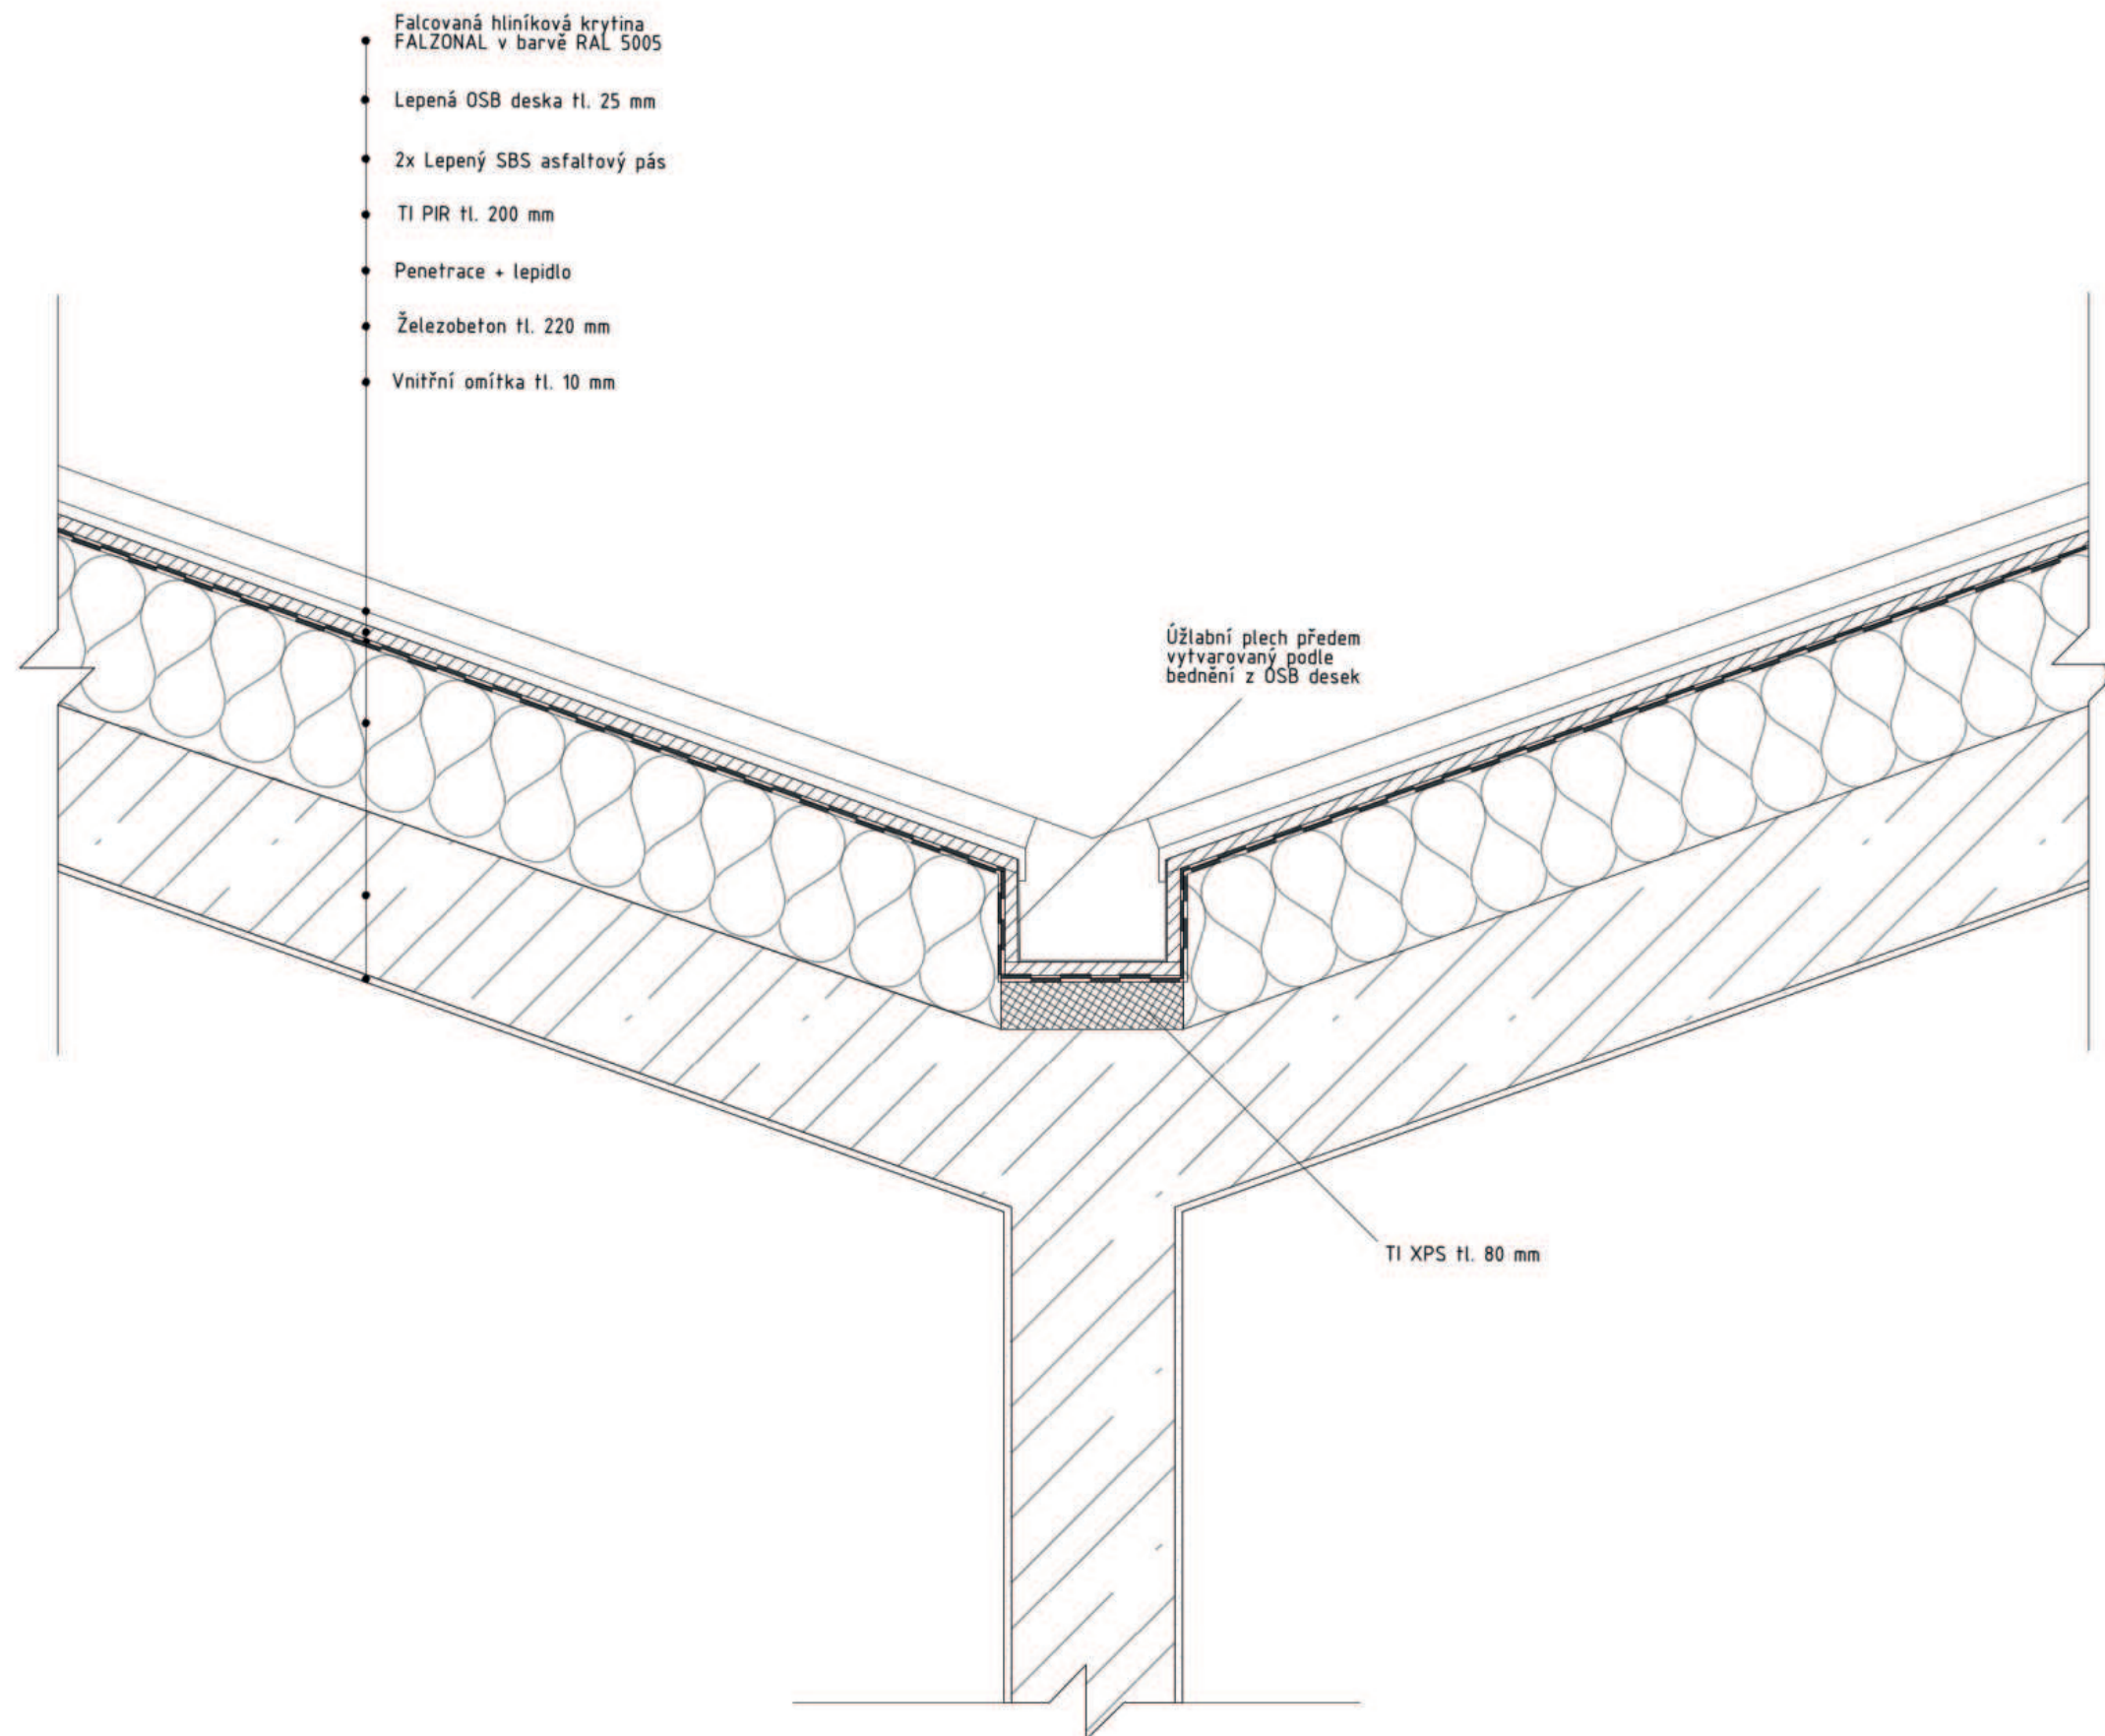 Falcovaná hliníková krytina
FALZONAL v barvě RAL 5005
Lepená OSB deska tl. 25 mm
2x Lepený SBS asfaltový pás
TI PIR tl. 200 mm
Penetrace + lepidlo
Železobeton tl. 220 mm
Vnitřní omítka tl. 10 mm
Úžlabní plech předem
vytvarovaný podle
bednění z OSB desek
TI XPS tl. 80 mm